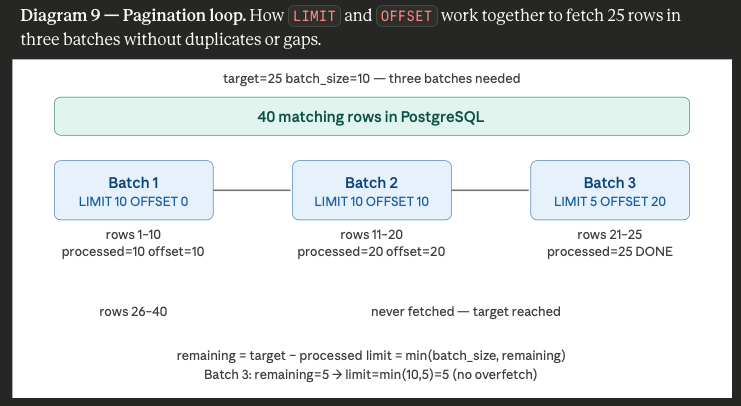 Diagram 9 — Pagination loop. How LIMIT and OFFSET work together to fetch 25 rows in
three batches without duplicates or gaps.
target=25 batch_size=10 — three batches needed
40 matching rows in PostgreSQL
Batch 1
LIMIT 10 OFFSET 0
rows 1–10
processed=10 offset=10
Batch 2
LIMIT 10 OFFSET 10
rows 11–20
processed=20 offset=20
Batch 3
LIMIT 5 OFFSET 20
rows 21–25
processed=25 DONE
rows 26–40
never fetched — target reached
remaining = target − processed limit = min(batch_size, remaining)
Batch 3: remaining=5 → limit=min(10,5)=5 (no overfetch)